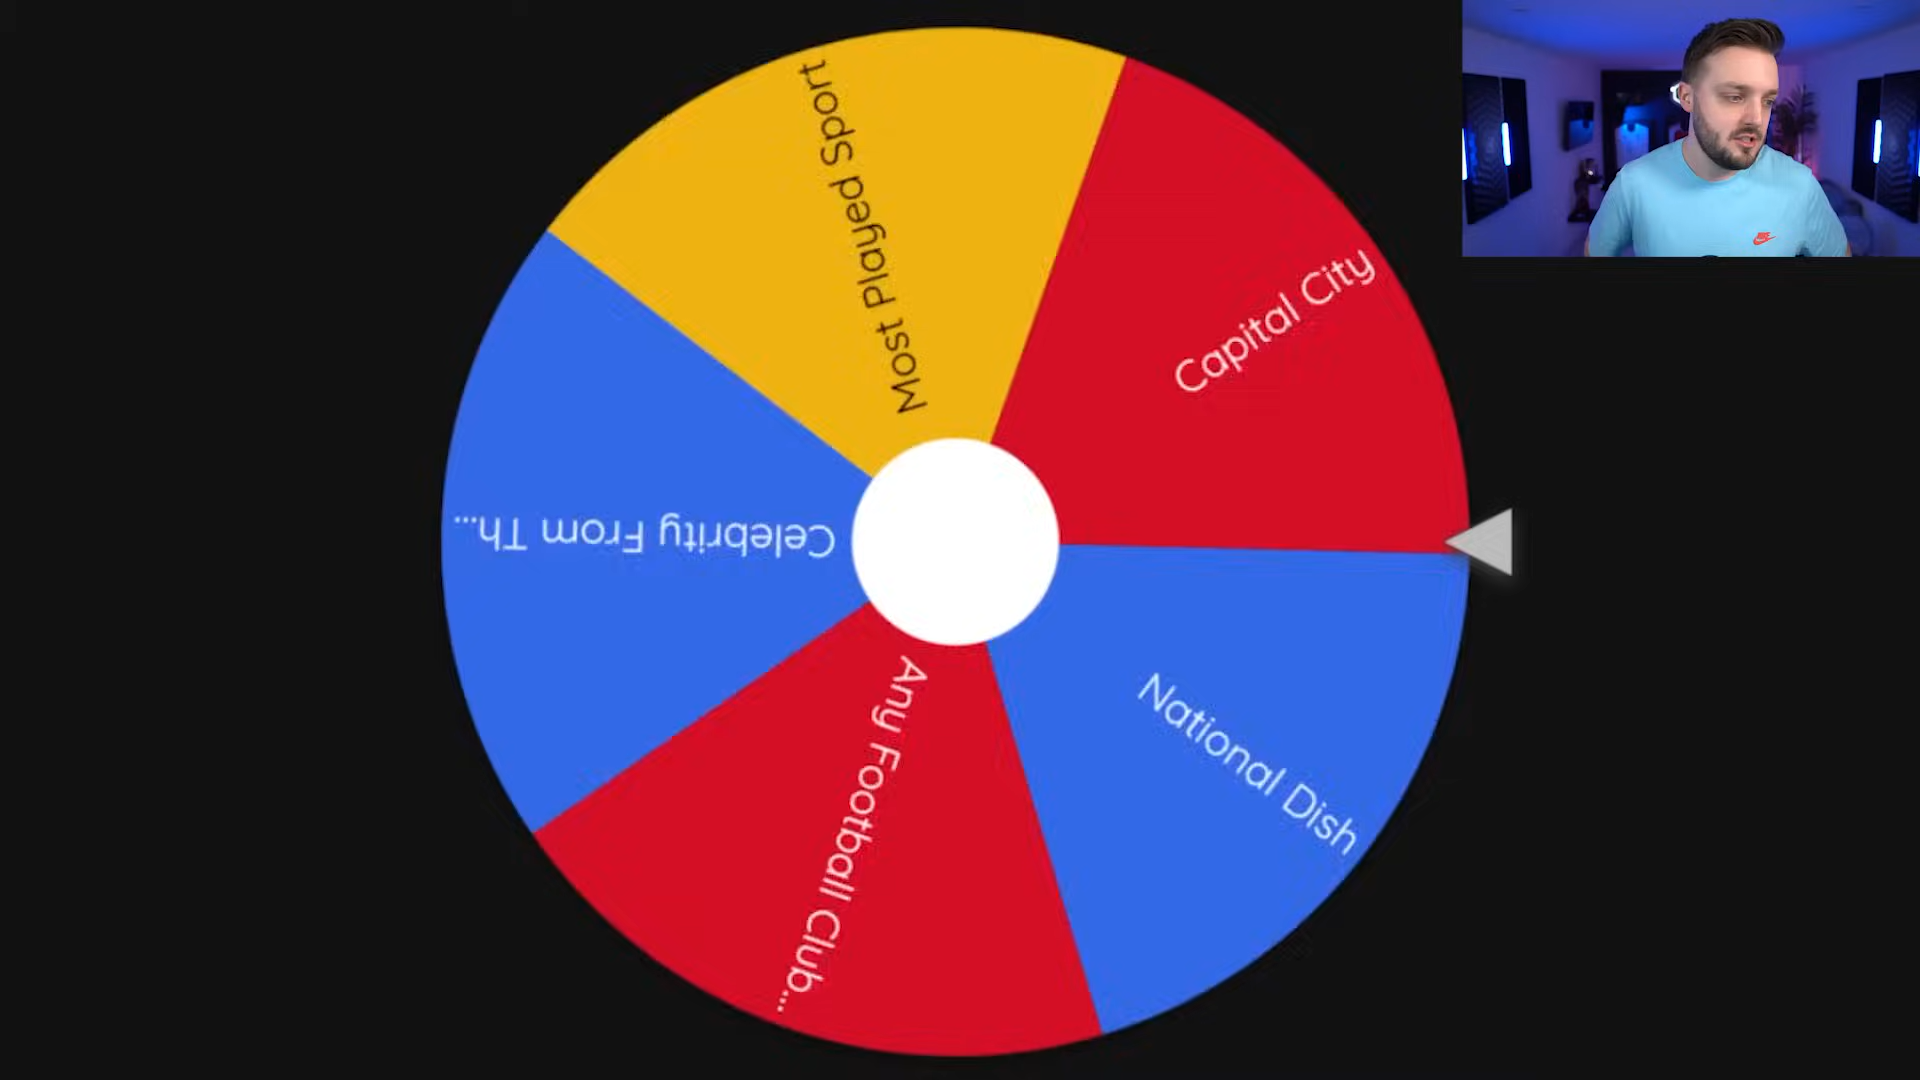 Most Played Sport
Capital City
Celebrity From Th...
National Dish
Any Football Club...